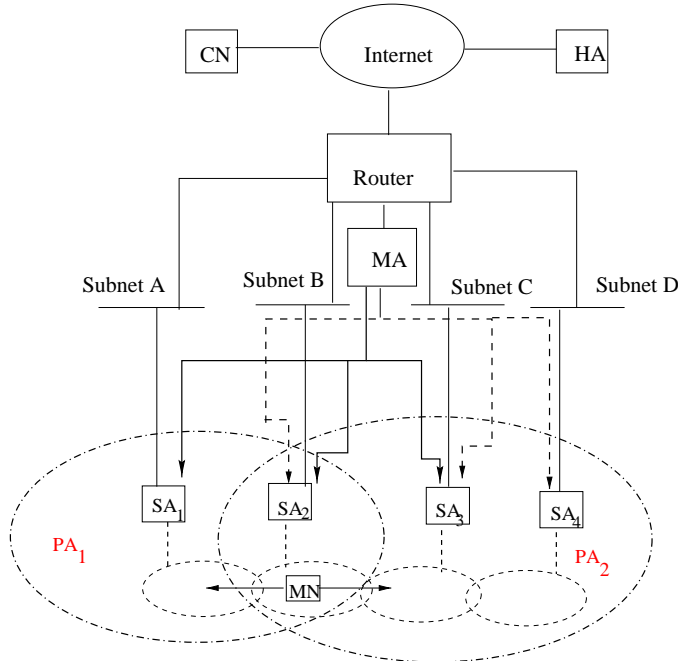 CN
Internet
HA
Router
MA
Subnet A
Subnet B
Subnet C
Subnet D
SA1
SA2
SA3
SA4
PA1
PA2
MN